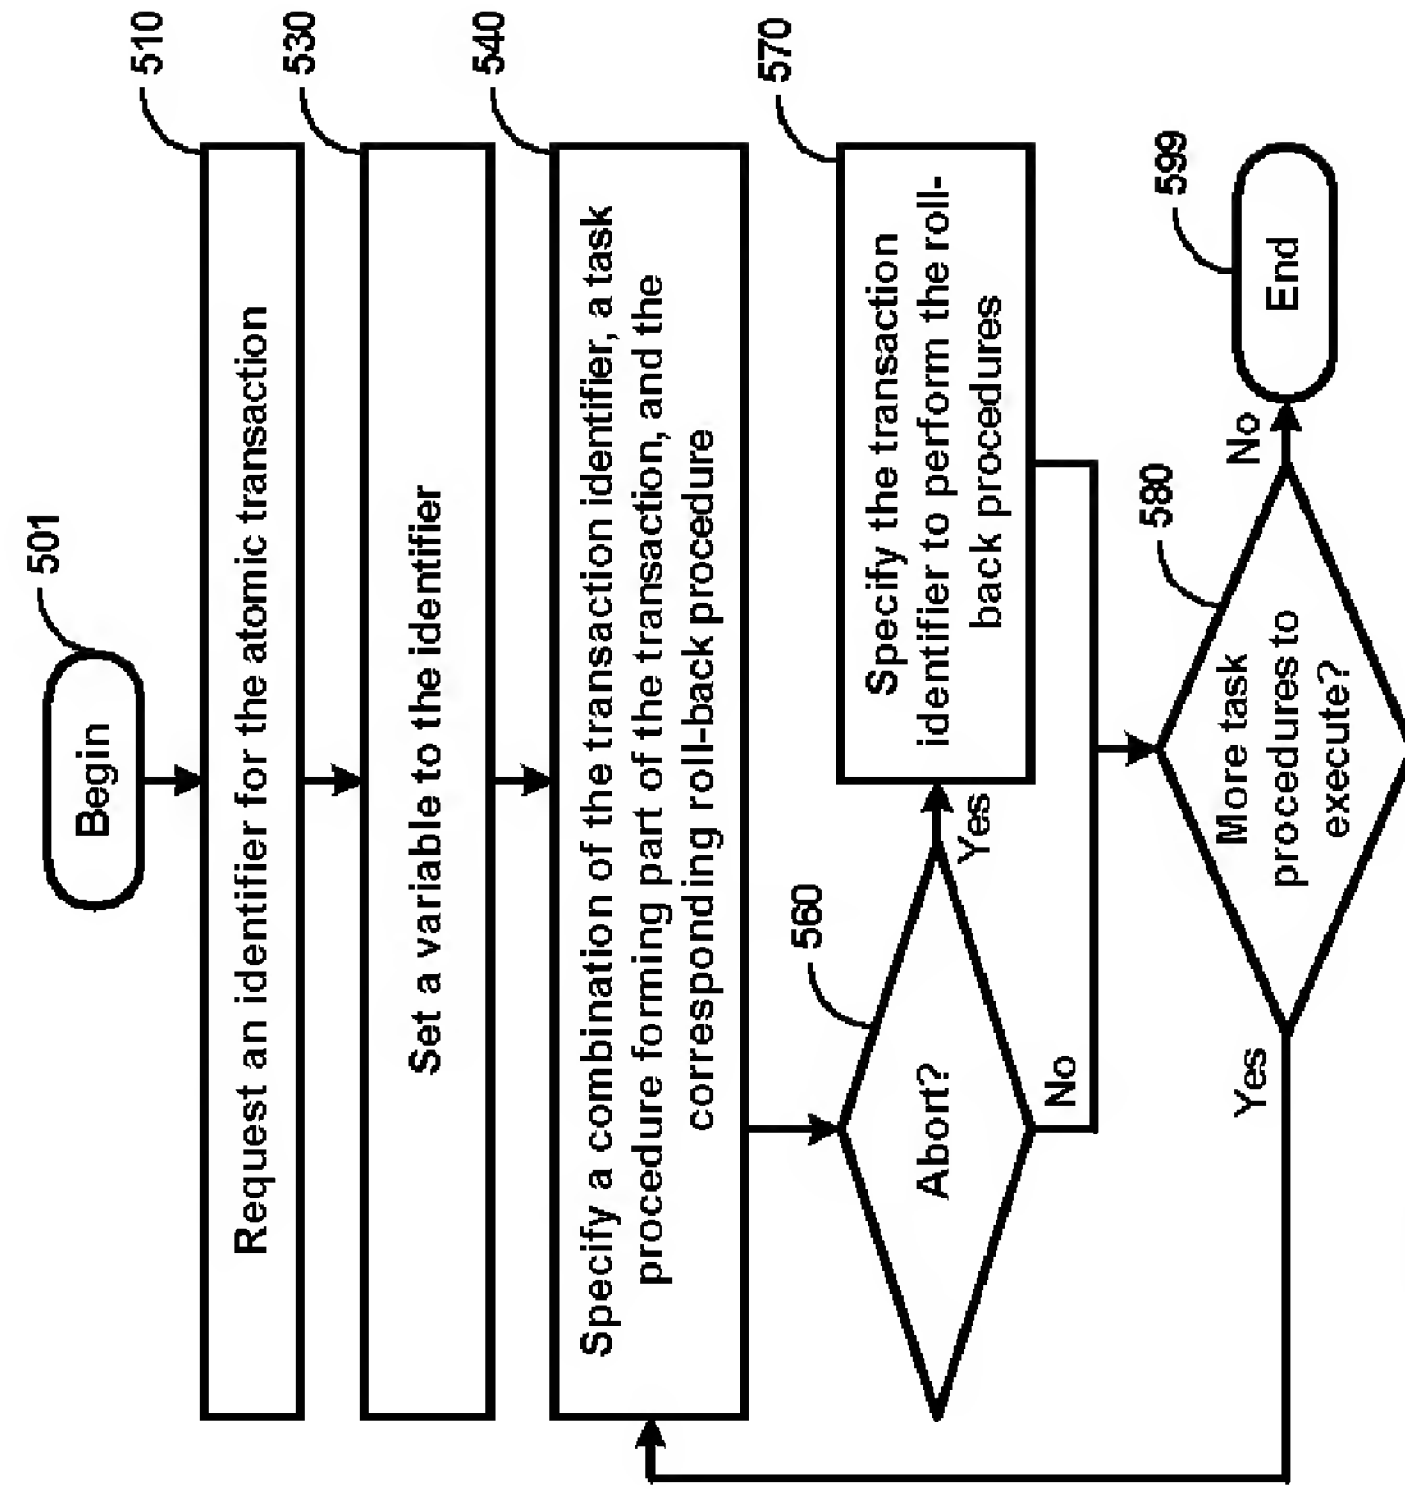 501
Begin
510
Request an identifier for the atomic transaction
530
Set a variable to the identifier
540
Specify a combination of the transaction identifier, a task
procedure forming part of the transaction, and the
corresponding roll-back procedure
560
Abort?
Yes
No
570
Specify the transaction
identifier to perform the roll-
back procedures
580
More task
procedures to
execute?
Yes
No
599
End